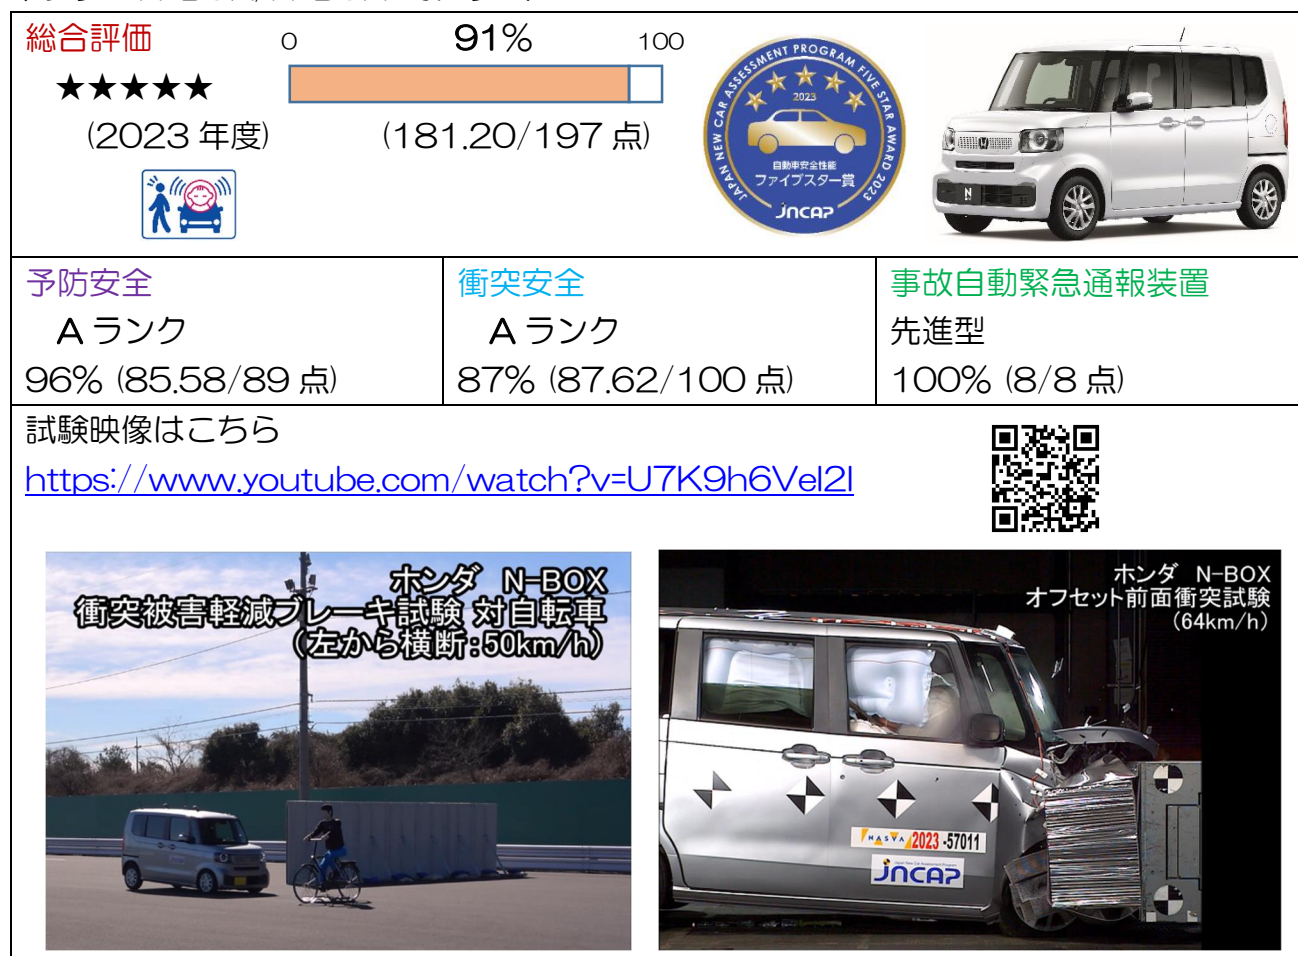 総合評価
0 91% 100
★★★★★
(2023 年度) (181.20/197 点)
JAPAN NEW CAR ASSESSMENT PROGRAM FIVE STAR AWARD 2023
2023
自動車安全性能
ファイブスター賞
JNCAP
N
予防安全
A ランク
96% (85.58/89 点)
衝突安全
A ランク
87% (87.62/100 点)
事故自動緊急通報装置
先進型
100% (8/8 点)
試験映像はこちら
https://www.youtube.com/watch?v=U7K9h6VeI2I
ホンダ N-BOX
衝突被害軽減ブレーキ試験 対自転車
(左から横断:50km/h)
ホンダ N-BOX
オフセット前面衝突試験
(64km/h)
NASVA 2023-57011
Japan New Car Assessment Program
JNCAP